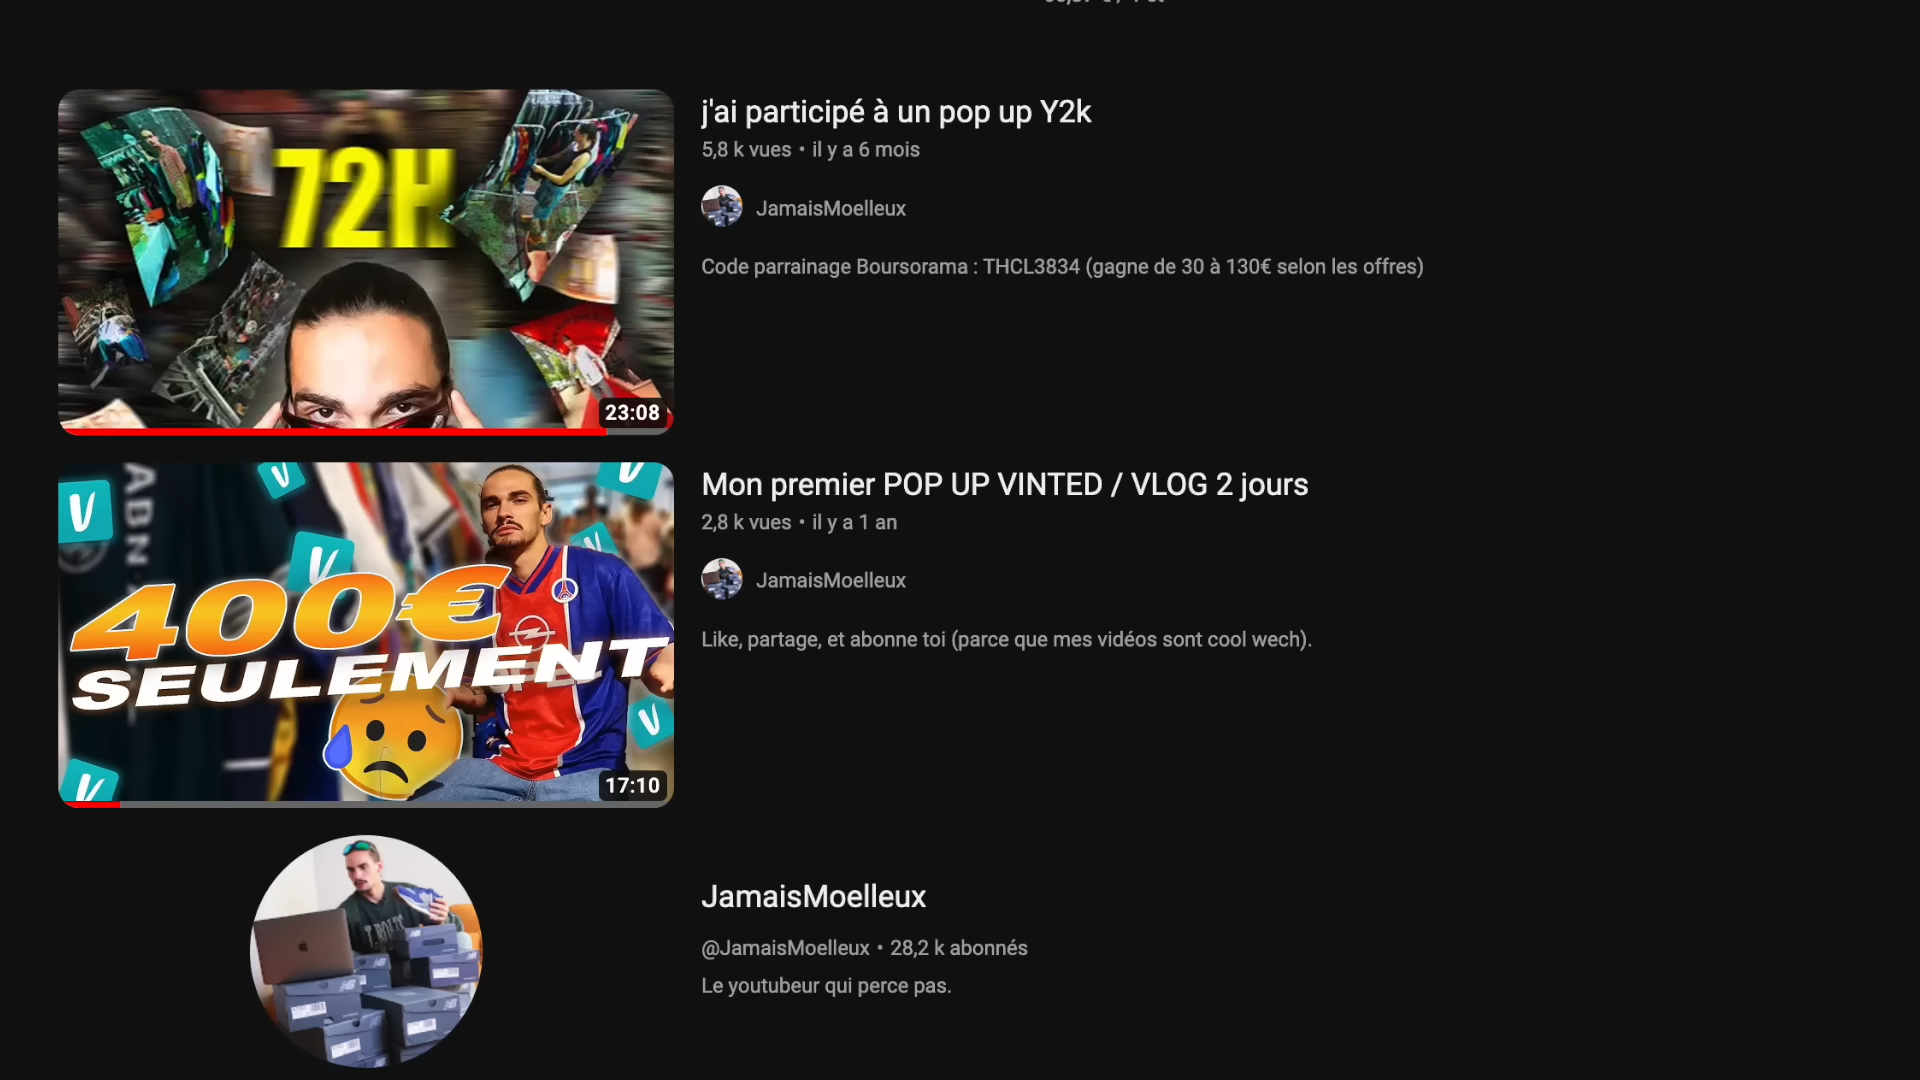 72H
23:08
j'ai participé à un pop up Y2k
5,8 k vues • il y a 6 mois
JamaisMoelleux
Code parrainage Boursorama : THCL3834 (gagne de 30 à 130€ selon les offres)
400€
SEULEMENT
17:10
Mon premier POP UP VINTED / VLOG 2 jours
2,8 k vues • il y a 1 an
JamaisMoelleux
Like, partage, et abonne toi (parce que mes vidéos sont cool wech).
JamaisMoelleux
@JamaisMoelleux • 28,2 k abonnés
Le youtubeur qui perce pas.